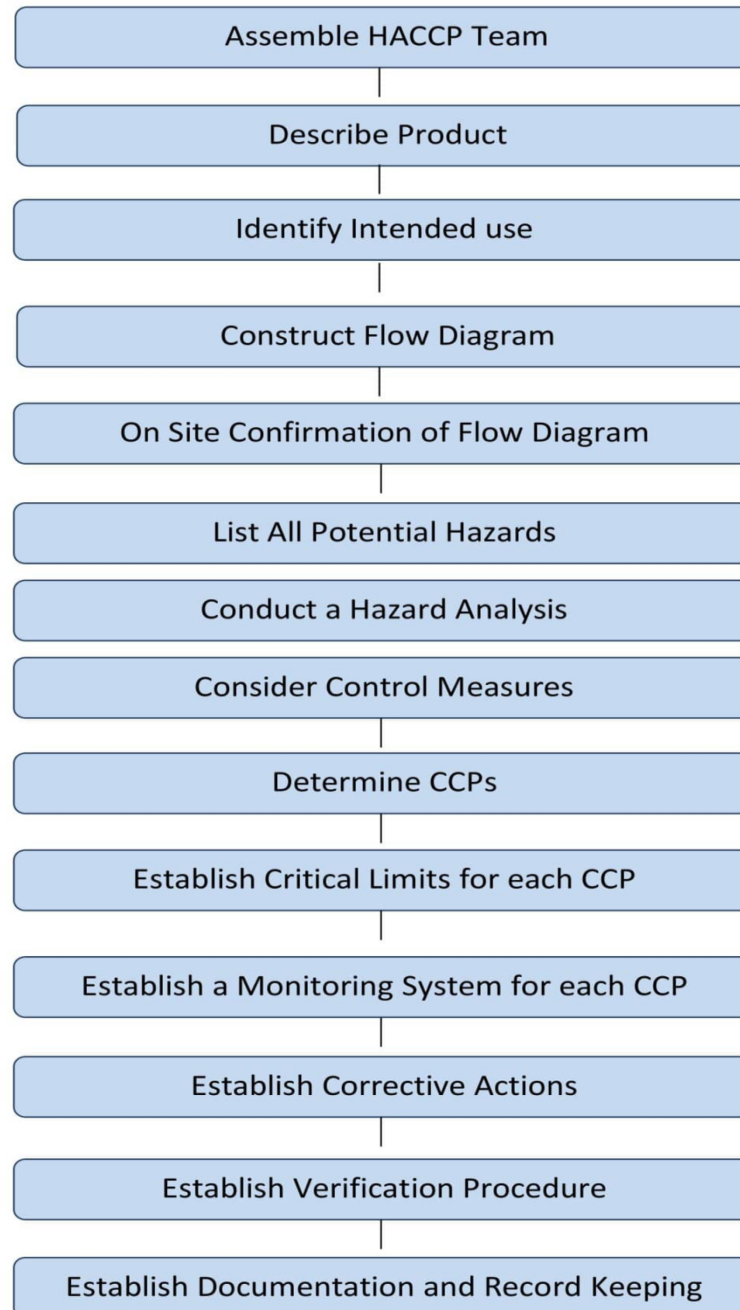 Assemble HACCP Team
Describe Product
Identify Intended use
Construct Flow Diagram
On Site Confirmation of Flow Diagram
List All Potential Hazards
Conduct a Hazard Analysis
Consider Control Measures
Determine CCPs
Establish Critical Limits for each CCP
Establish a Monitoring System for each CCP
Establish Corrective Actions
Establish Verification Procedure
Establish Documentation and Record Keeping